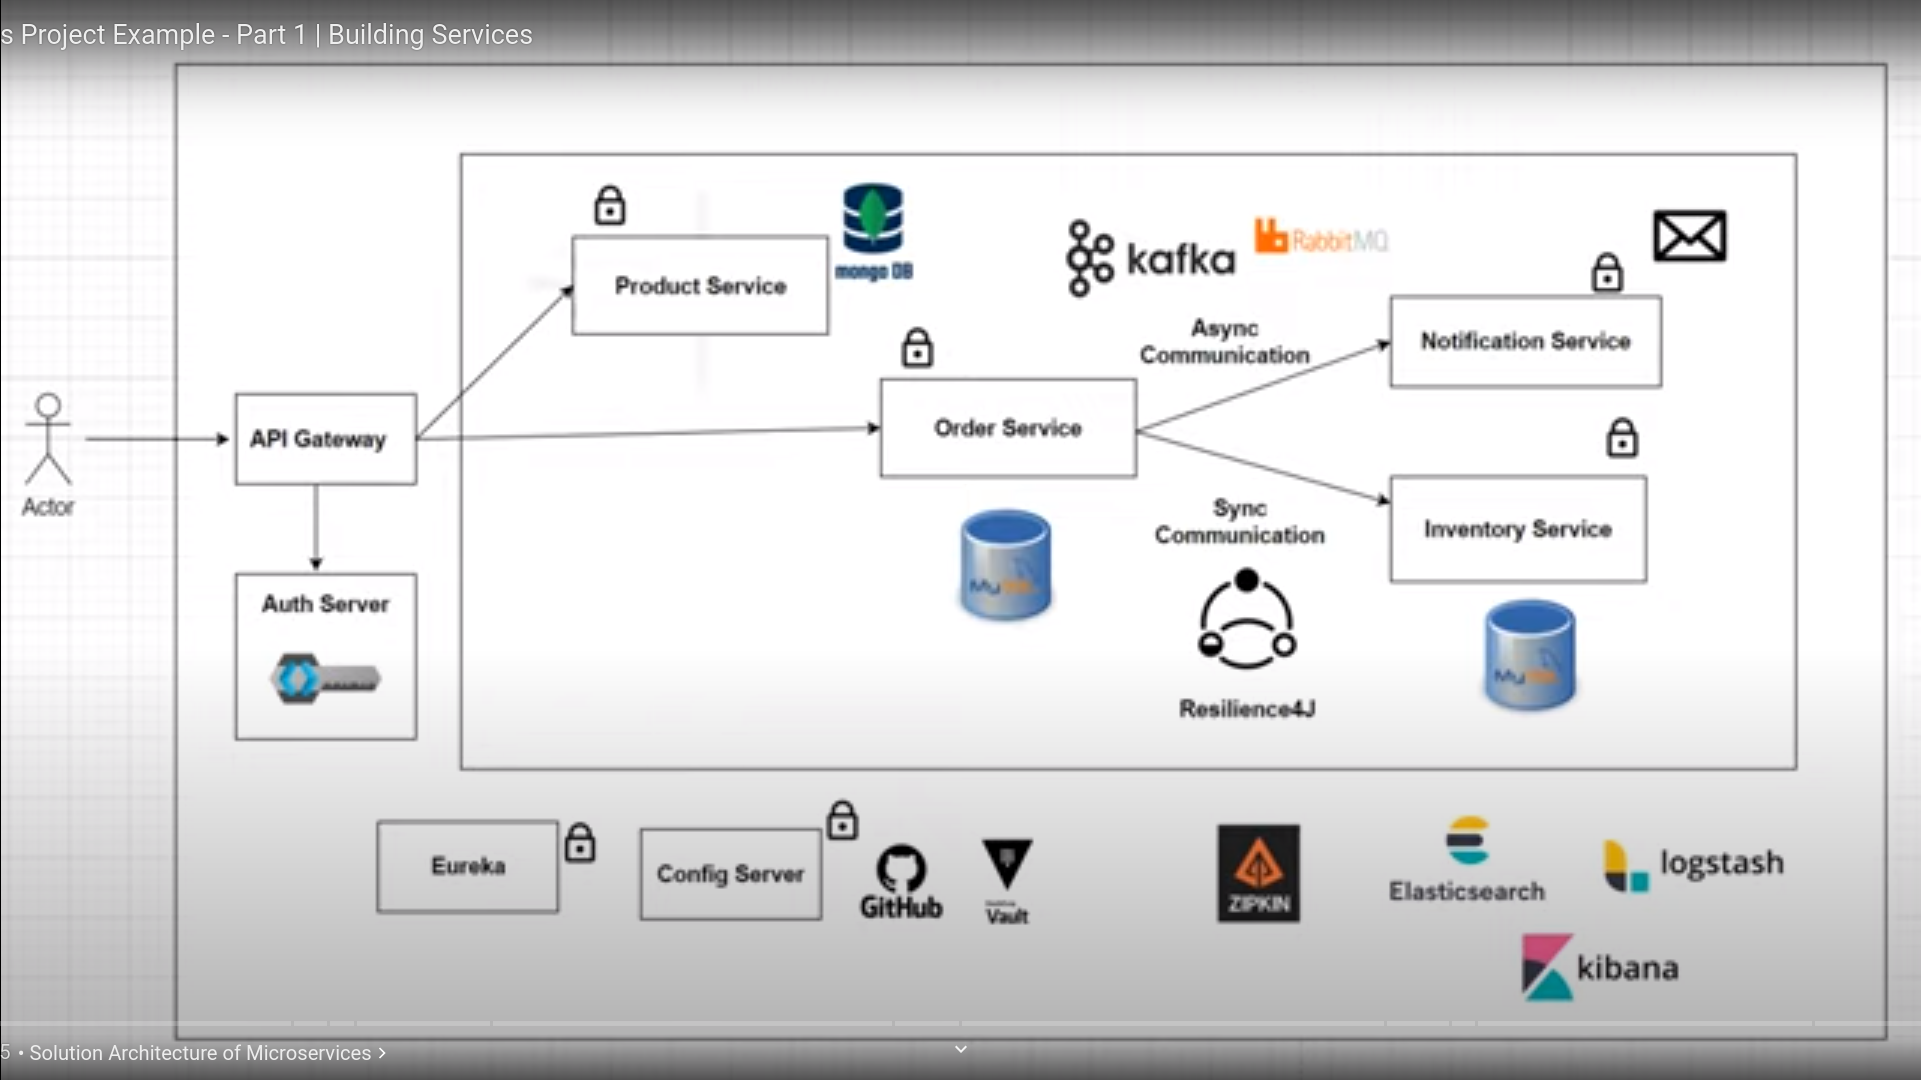 s Project Example - Part 1 | Building Services
mongo DB
Product Service
kafka
RabbitMQ
Async
Communication
Notification Service
Order Service
API Gateway
Actor
Sync
Communication
Inventory Service
MySQL
Auth Server
MySQL
Resilience4J
Eureka
Config Server
GitHub
Vault
ZIPKIN
Elasticsearch
logstash
kibana
5 • Solution Architecture of Microservices >